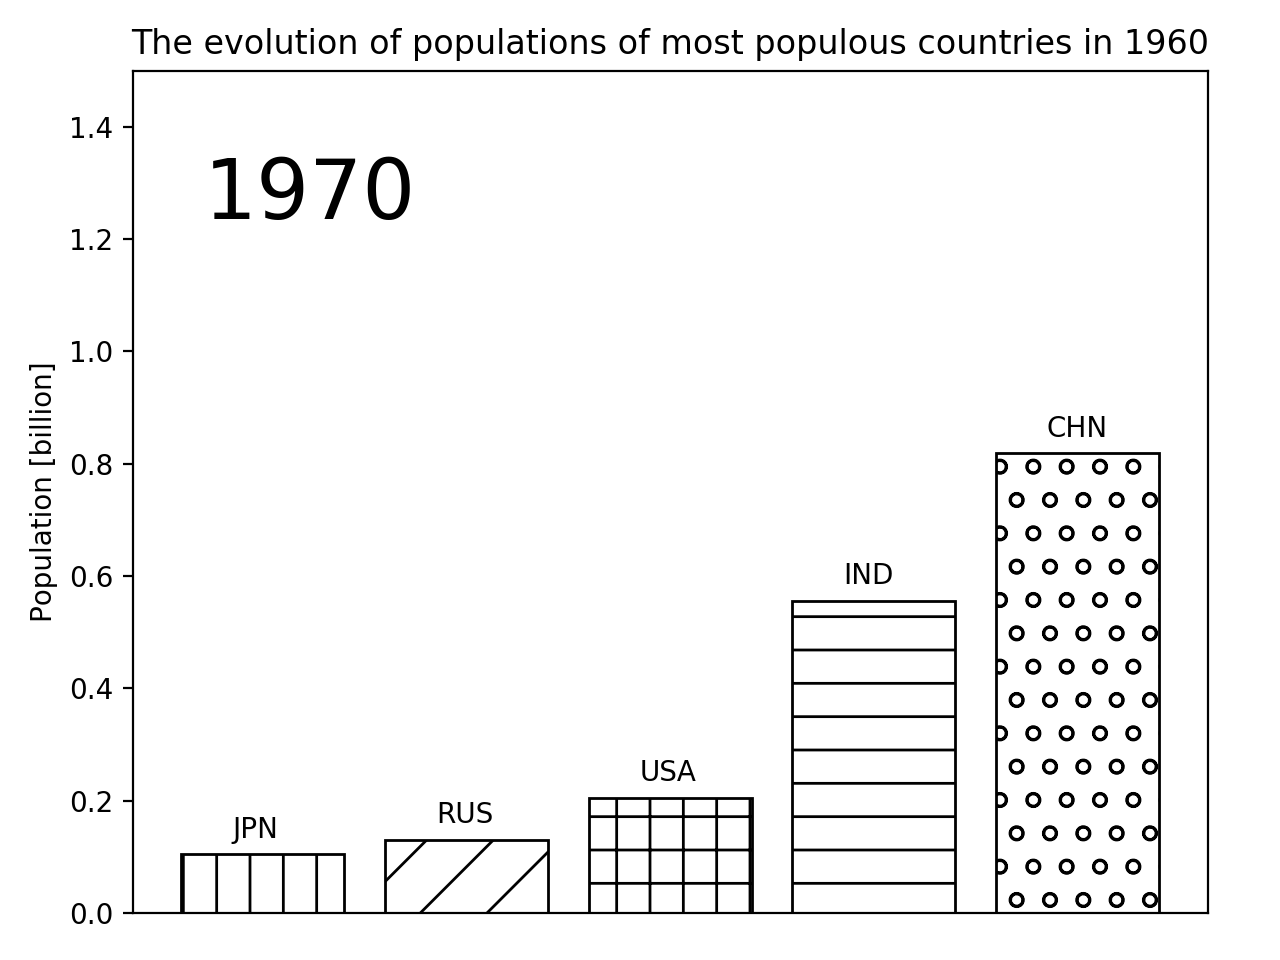 The evolution of populations of most populous countries in 1960
1970
Population [billion]
1.4
1.2
1.0
0.8
0.6
0.4
0.2
0.0
JPN
RUS
USA
IND
CHN